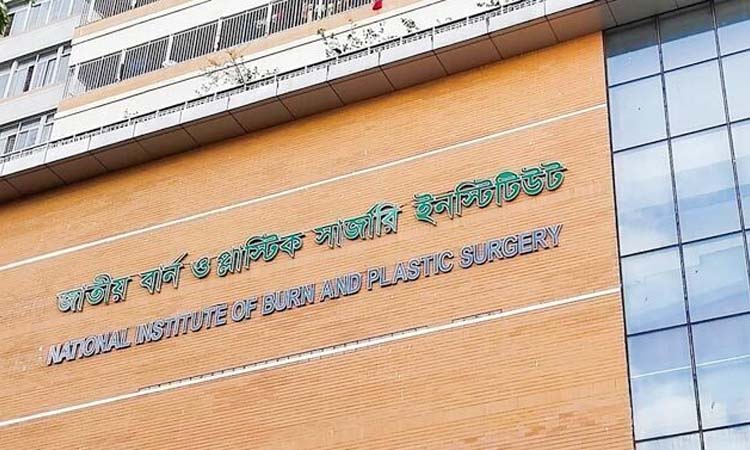 জাতীয় বার্ন ও প্লাস্টিক সার্জারি ইনস্টিটিউট
NATIONAL INSTITUTE OF BURN AND PLASTIC SURGERY